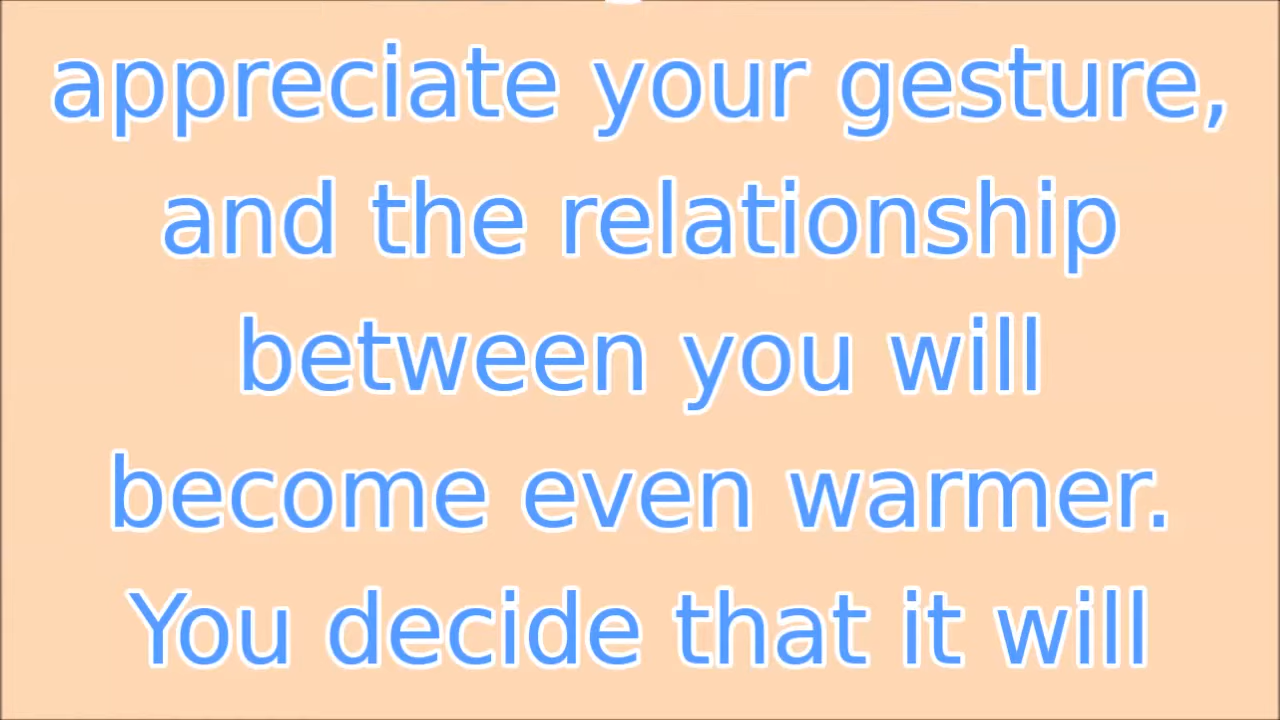 appreciate your gesture,
and the relationship
between you will
become even warmer.
You decide that it will